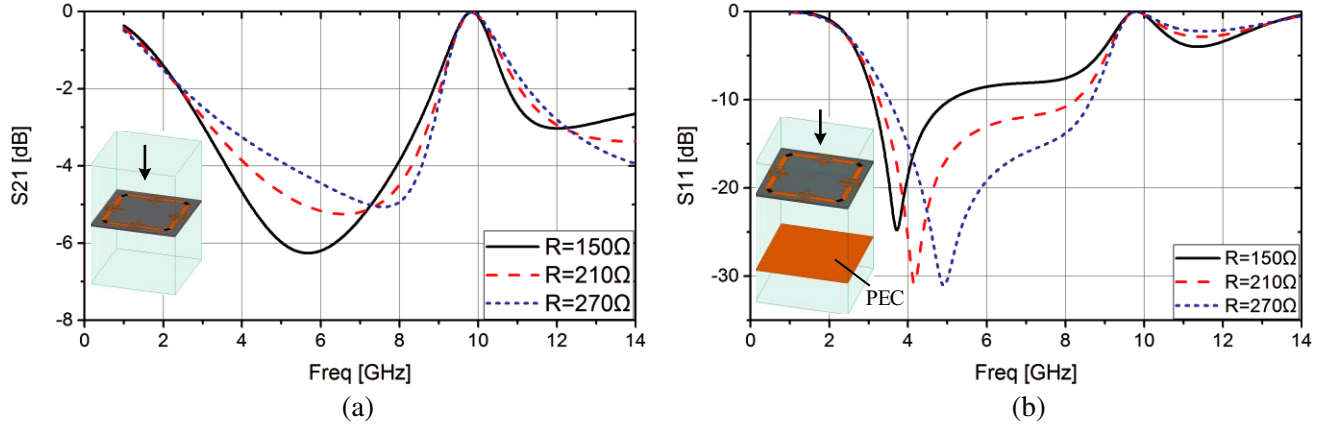 0
-2
-4
-6
-8
S21 [dB]
R=150Ω
R=210Ω
R=270Ω
0 2 4 6 8 10 12 14
Freq [GHz]
(a)
0
-10
-20
-30
S11 [dB]
PEC
R=150Ω
R=210Ω
R=270Ω
0 2 4 6 8 10 12 14
Freq [GHz]
(b)